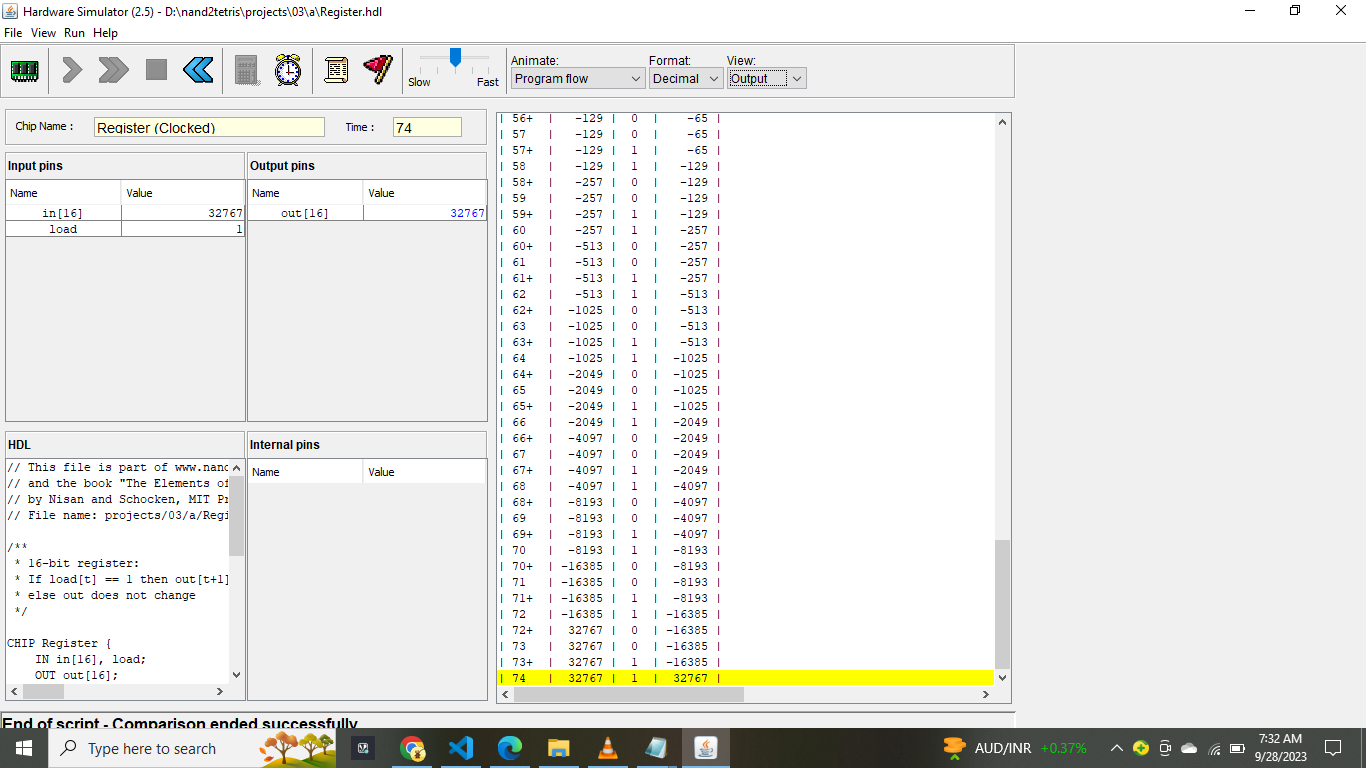 Hardware Simulator (2.5) - D:\nand2tetris\projects\03\a\Register.hdl
File View Run Help
Slow Fast
Animate: Format: View:
Program flow Decimal Output
Chip Name : Register (Clocked) Time : 74
Input pins Output pins
Name Value Name Value
in[16] 32767 out[16] 32767
load 1
HDL Internal pins
Name Value
// This file is part of www.nand
// and the book "The Elements of
// by Nisan and Schocken, MIT Pr
// File name: projects/03/a/Regi
/**
* 16-bit register:
* If load[t] == 1 then out[t+1]
* else out does not change
*/
CHIP Register {
IN in[16], load;
OUT out[16];
| 56+ | -129 | 0 | -65 |
| 57 | -129 | 0 | -65 |
| 57+ | -129 | 1 | -65 |
| 58 | -129 | 1 | -129 |
| 58+ | -257 | 0 | -129 |
| 59 | -257 | 0 | -129 |
| 59+ | -257 | 1 | -129 |
| 60 | -257 | 1 | -257 |
| 60+ | -513 | 0 | -257 |
| 61 | -513 | 0 | -257 |
| 61+ | -513 | 1 | -257 |
| 62 | -513 | 1 | -513 |
| 62+ | -1025 | 0 | -513 |
| 63 | -1025 | 0 | -513 |
| 63+ | -1025 | 1 | -513 |
| 64 | -1025 | 1 | -1025 |
| 64+ | -2049 | 0 | -1025 |
| 65 | -2049 | 0 | -1025 |
| 65+ | -2049 | 1 | -1025 |
| 66 | -2049 | 1 | -2049 |
| 66+ | -4097 | 0 | -2049 |
| 67 | -4097 | 0 | -2049 |
| 67+ | -4097 | 1 | -2049 |
| 68 | -4097 | 1 | -4097 |
| 68+ | -8193 | 0 | -4097 |
| 69 | -8193 | 0 | -4097 |
| 69+ | -8193 | 1 | -4097 |
| 70 | -8193 | 1 | -8193 |
| 70+ | -16385 | 0 | -8193 |
| 71 | -16385 | 0 | -8193 |
| 71+ | -16385 | 1 | -8193 |
| 72 | -16385 | 1 | -16385 |
| 72+ | 32767 | 0 | -16385 |
| 73 | 32767 | 0 | -16385 |
| 73+ | 32767 | 1 | -16385 |
| 74 | 32767 | 1 | 32767 |
End of script - Comparison ended successfully
Type here to search
AUD/INR +0.37%
7:32 AM
9/28/2023